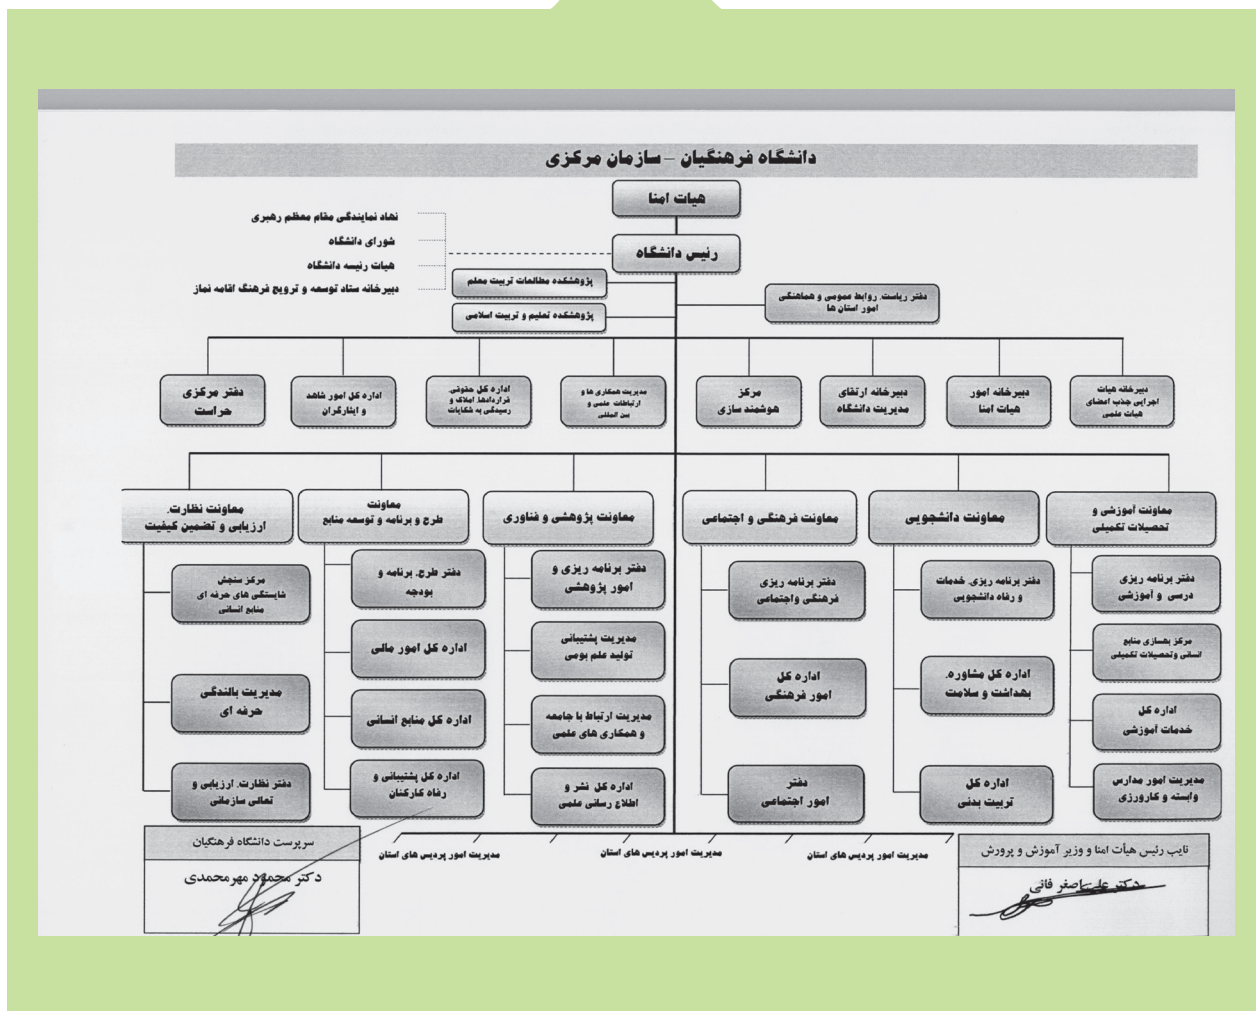 دانشگاه فرهنگیان – سازمان مرکزی
هیات امنا
رئیس دانشگاه
نهاد نمایندگی مقام معظم رهبری
شورای دانشگاه
هیات رئیسه دانشگاه
دبیرخانه ستاد توسعه و ترویج فرهنگ اقامه نماز
پژوهشکده مطالعات تربیت معلم
پژوهشکده تعلیم و تربیت اسلامی
دفتر ریاست. روابط عمومی و هماهنگی
امور استان ها
دبیرخانه هیات
اجرایی جذب اعضای
هیات علمی
دبیرخانه امور
هیات امنا
دبیرخانه ارتقای
مدیریت دانشگاه
مرکز
هوشمند سازی
مدیریت همکاری ها و
ارتباطات علمی و
بین المللی
اداره کل حقوقی.
قراردادها. املاک و
رسیدگی به شکایات
اداره کل امور شاهد
و ایثارگران
دفتر مرکزی
حراست
معاونت آموزشی و
تحصیلات تکمیلی
دفتر برنامه ریزی
درسی و آموزشی
مرکز بهسازی منابع
انسانی وتحصیلات تکمیلی
اداره کل
خدمات آموزشی
مدیریت امور مدارس
وابسته و کارورزی
معاونت دانشجویی
دفتر برنامه ریزی. خدمات
و رفاه دانشجویی
اداره کل مشاوره.
بهداشت و سلامت
اداره کل
تربیت بدنی
معاونت فرهنگی و اجتماعی
دفتر برنامه ریزی
فرهنگی واجتماعی
اداره کل
امور فرهنگی
دفتر
امور اجتماعی
معاونت پژوهشی و فناوری
دفتر برنامه ریزی و
امور پژوهشی
مدیریت پشتیبانی
تولید علم بومی
مدیریت ارتباط با جامعه
و همکاری های علمی
اداره کل نشر و
اطلاع رسانی علمی
معاونت
طرح و برنامه و توسعه منابع
دفتر طرح. برنامه و
بودجه
اداره کل امور مالی
اداره کل منابع انسانی
اداره کل پشتیبانی و
رفاه کارکنان
معاونت نظارت.
ارزیابی و تضمین کیفیت
مرکز سنجش
شایستگی های حرفه ای
منابع انسانی
مدیریت بالندگی
حرفه ای
دفتر نظارت. ارزیابی و
تعالی سازمانی
مدیریت امور پردیس های استان
مدیریت امور پردیس های استان
مدیریت امور پردیس های استان
نایب رئیس هیأت امنا و وزیر آموزش و پرورش
دکتر علی اصغر فانی
سرپرست دانشگاه فرهنگیان
دکتر محمود مهرمحمدی